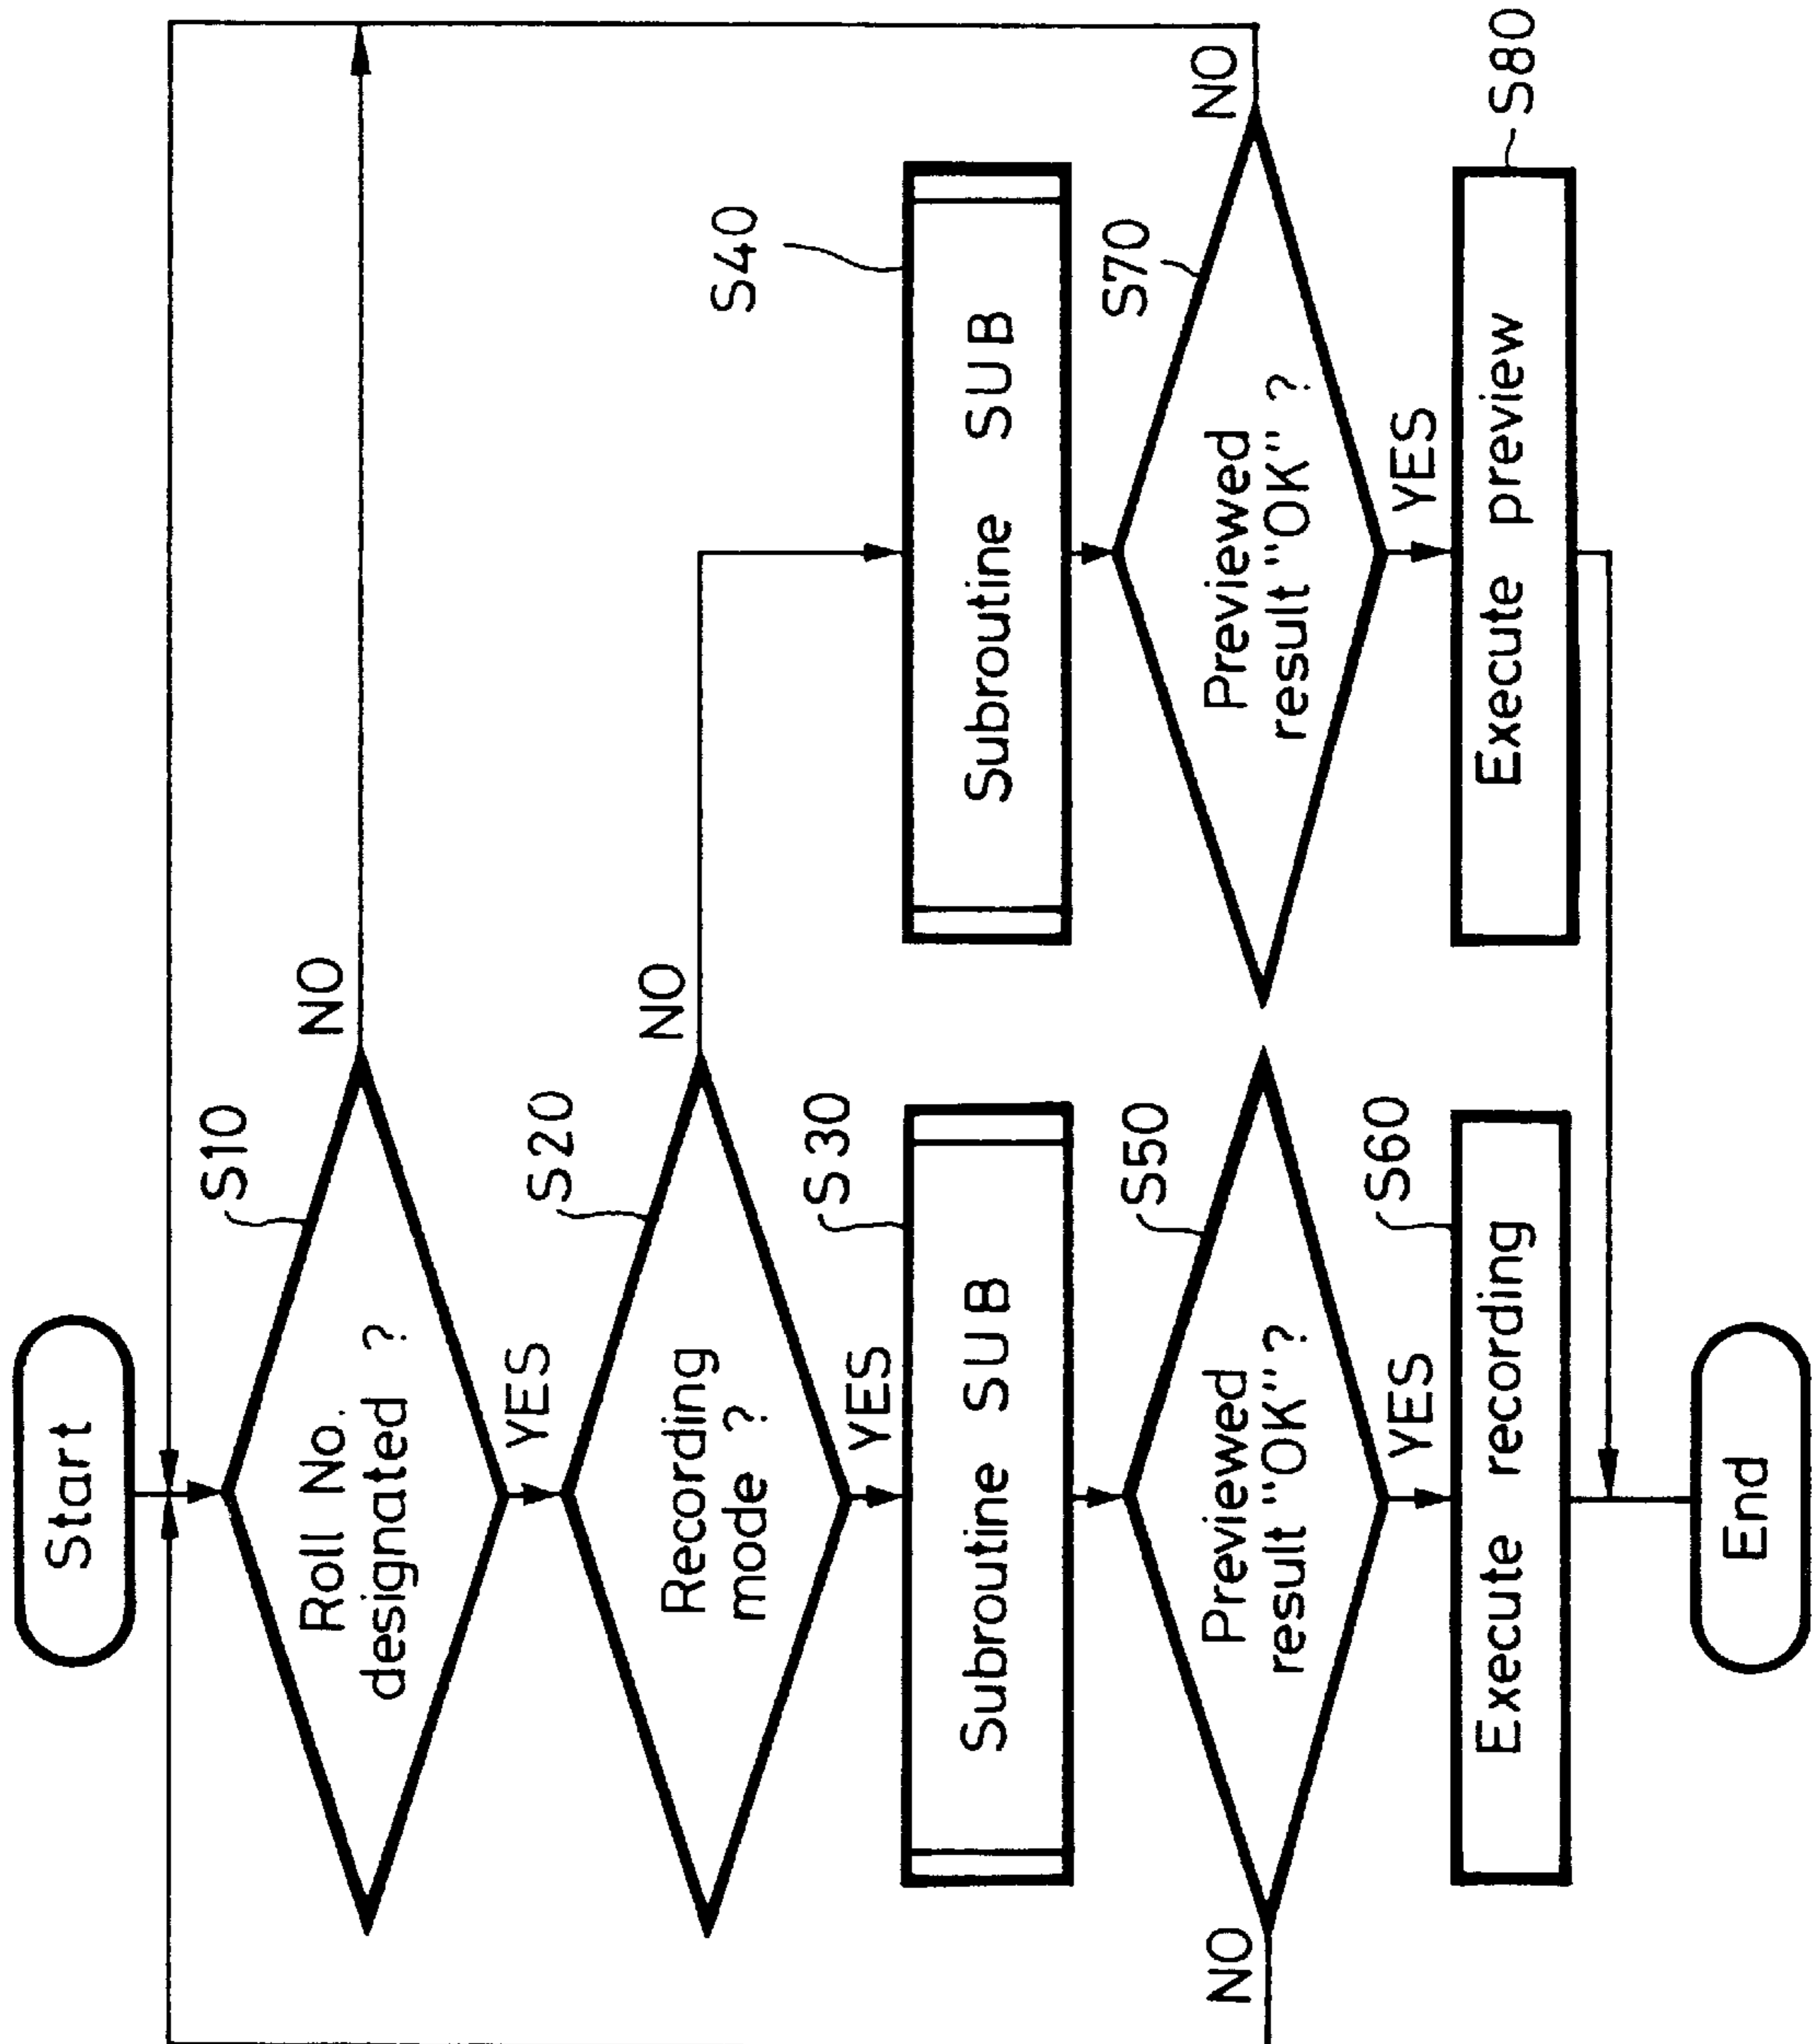 Start
S10
Roll No.
designated ?
NO
YES
S20
Recording
mode ?
NO
YES
S30
Subroutine SUB
S40
Subroutine SUB
S50
Previewed
result "OK" ?
NO
YES
S70
Previewed
result "OK" ?
NO
YES
S60
Execute recording
S80
Execute preview
End